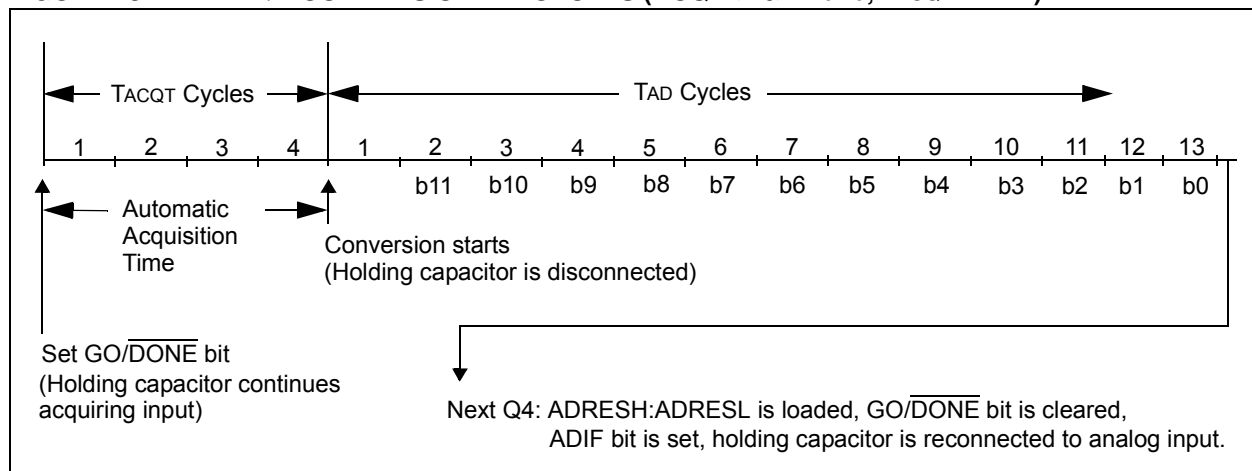 TACQT Cycles
TAD Cycles
1 2 3 4 1 2 3 4 5 6 7 8 9 10 11 12 13
b11 b10 b9 b8 b7 b6 b5 b4 b3 b2 b1 b0
Automatic
Acquisition
Time
Conversion starts
(Holding capacitor is disconnected)
Set GO/DONE bit
(Holding capacitor continues
acquiring input)
Next Q4: ADRESH:ADRESL is loaded, GO/DONE bit is cleared,
ADIF bit is set, holding capacitor is reconnected to analog input.